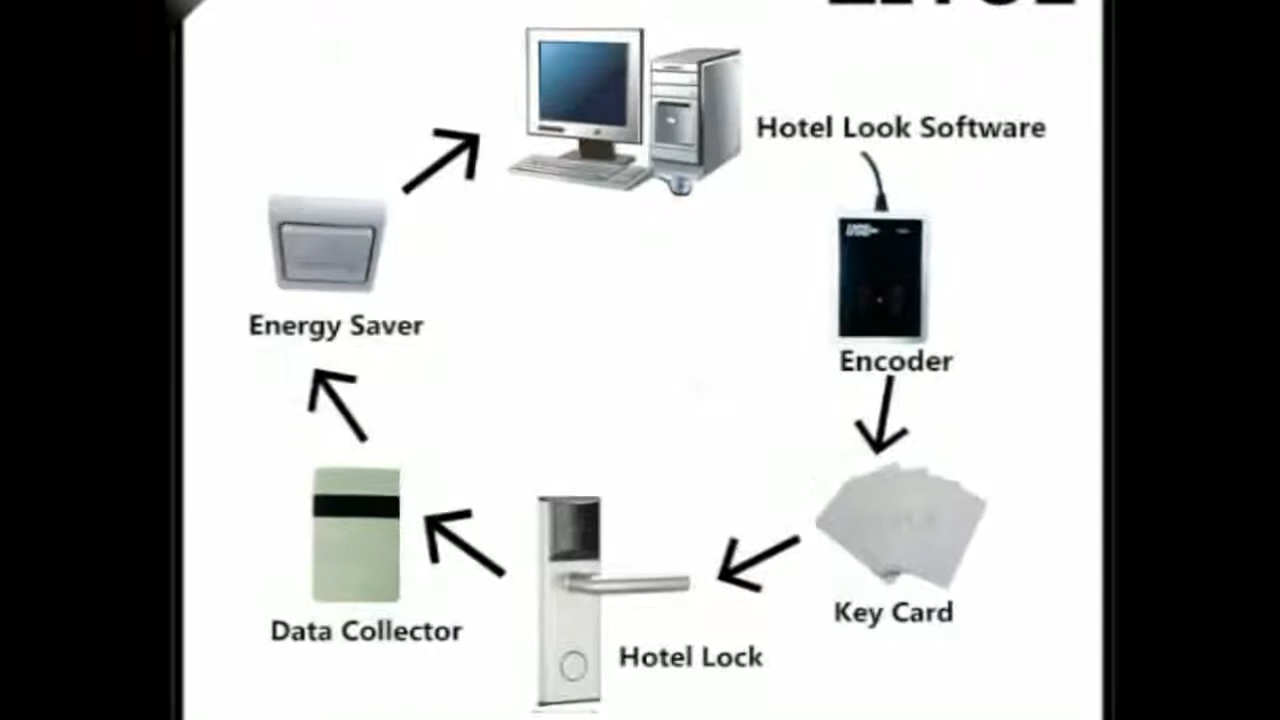 Hotel Look Software
Energy Saver
Encoder
Key Card
Data Collector
Hotel Lock